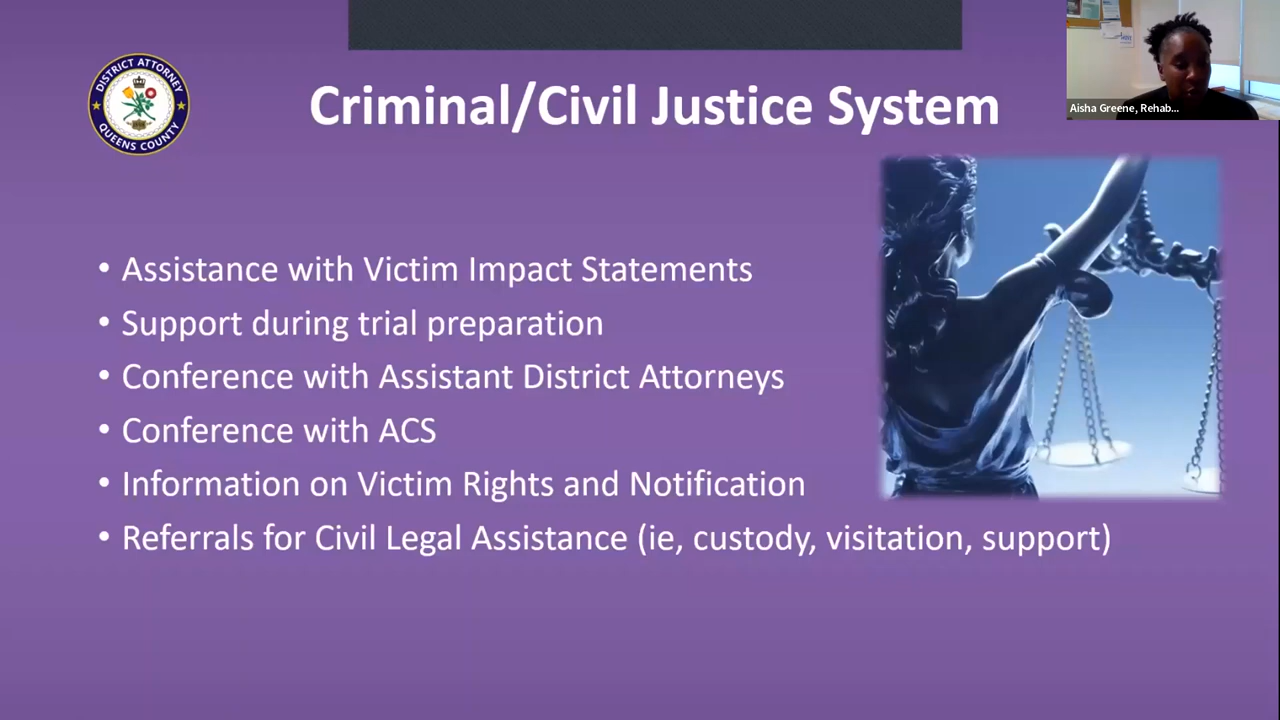 DISTRICT ATTORNEY
QUEENS COUNTY
Criminal/Civil Justice System
Aisha Greene, Rehab...
• Assistance with Victim Impact Statements
• Support during trial preparation
• Conference with Assistant District Attorneys
• Conference with ACS
• Information on Victim Rights and Notification
• Referrals for Civil Legal Assistance (ie, custody, visitation, support)